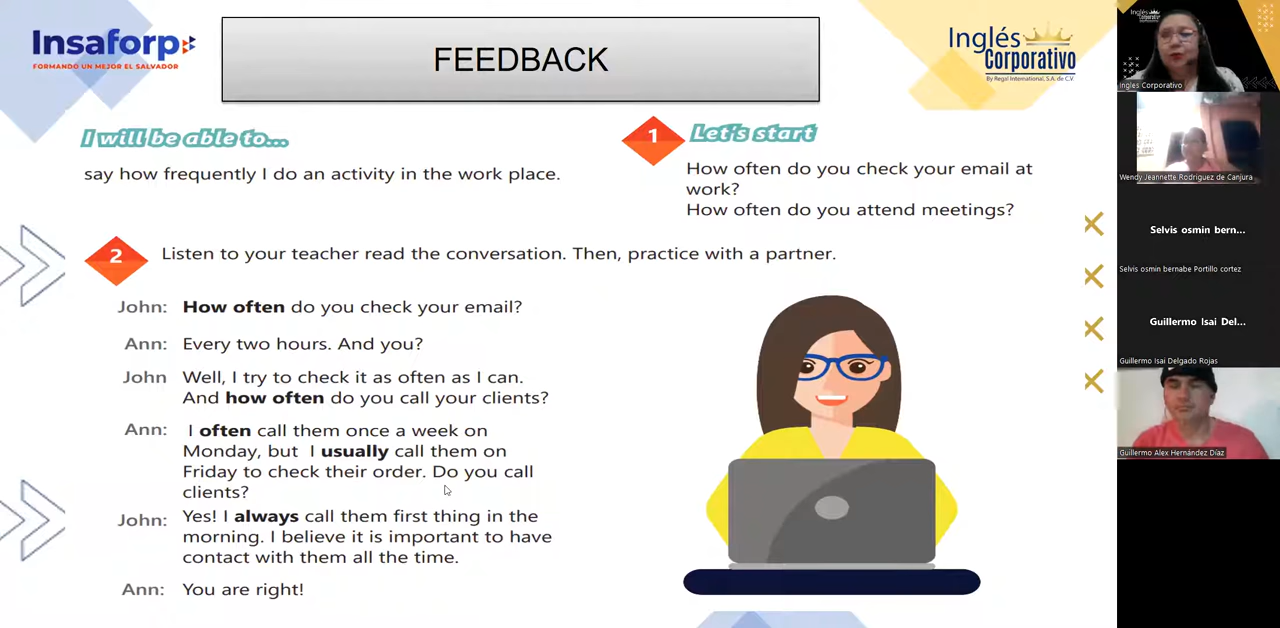 Insaforp
FORMANDO UN MEJOR EL SALVADOR
FEEDBACK
Inglés
Corporativo
By Regal International, S.A. de C.V
I will be able to...
say how frequently I do an activity in the work place.
1
Let's start
How often do you check your email at
work?
How often do you attend meetings?
2
Listen to your teacher read the conversation. Then, practice with a partner.
John: How often do you check your email?
Ann: Every two hours. And you?
John Well, I try to check it as often as I can.
And how often do you call your clients?
Ann: I often call them once a week on
Monday, but I usually call them on
Friday to check their order. Do you call
clients?
John: Yes! I always call them first thing in the
morning. I believe it is important to have
contact with them all the time.
Ann: You are right!
Inglés
Corporativo
Ingles Corporativo
Wendy Jeannette Rodriguez de Canjura
Selvis osmin bern...
Selvis osmin bernabe Portillo cortez
Guillermo Isai Del...
Guillermo Isai Delgado Rojas
Guillermo Alex Hernández Díaz